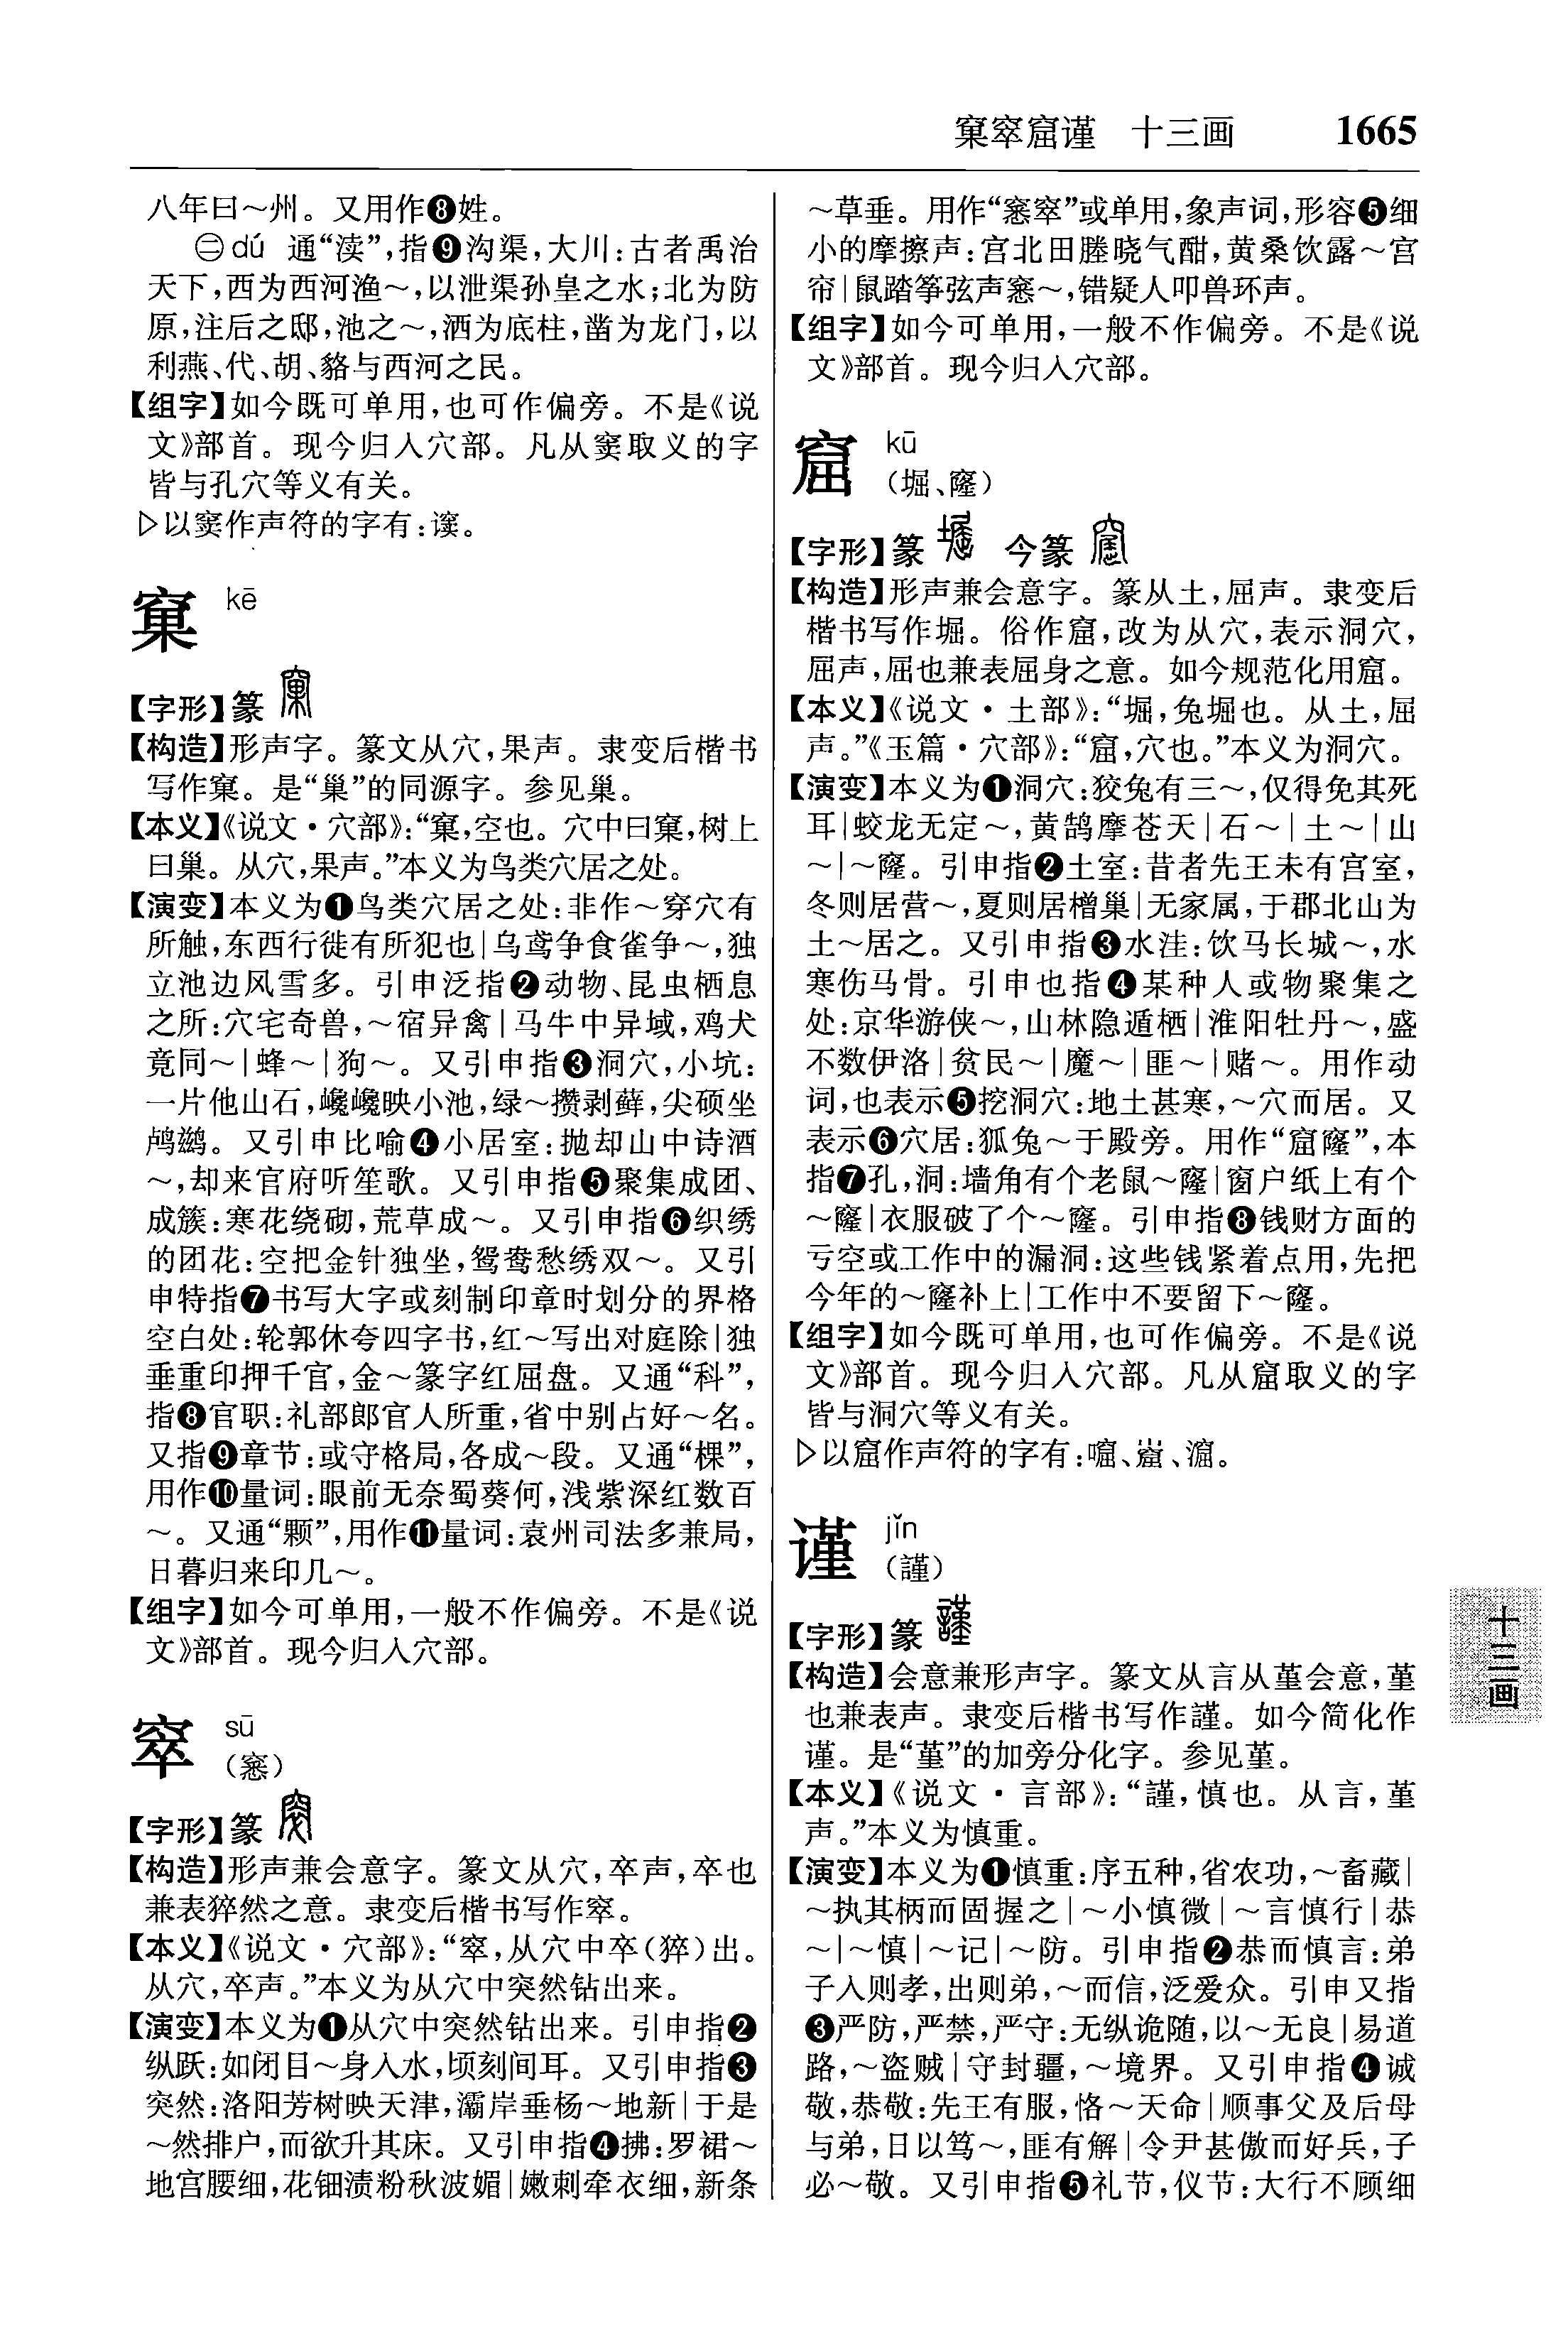 窠窣窟谨　十三画　1665
八年曰～州。又用作❽姓。
㊁dú　通“渎”,指❾沟渠,大川:古者禹治
天下,西为西河渔～,以泄渠孙皇之水;北为防
原,注后之邸,池之～,洒为底柱,凿为龙门,以
利燕、代、胡、貉与西河之民。
【组字】如今既可单用,也可作偏旁。不是《说
文》部首。现今归入穴部。凡从窦取义的字
皆与孔穴等义有关。
▷以窦作声符的字有:
窠 kē
【字形】篆
【构造】形声字。篆文从穴,果声。隶变后楷书
写作窠。是“巢”的同源字。参见巢。
【本义】《说文·穴部》:“窠,空也。穴中曰窠,树上
曰巢。从穴,果声。”本义为鸟类穴居之处。
【演变】本义为❶鸟类穴居之处:非作～穿穴有
所触,东西行徙有所犯也|乌鸢争食雀争～,独
立池边风雪多。引申泛指❷动物、昆虫栖息
之所:穴宅奇兽,～宿异禽|马牛中异域,鸡犬
竟同～|蜂～|狗～。又引申指❸洞穴,小坑:
一片他山石,巉巉映小池,绿～攒剥藓,尖硕坐
鸬鹚。又引申比喻❹小居室:抛却山中诗酒
～,却来官府听笙歌。又引申指❺聚集成团、
成簇:寒花绕砌,荒草成～。又引申指❻织绣
的团花:空把金针独坐,鸳鸯愁绣双～。又引
申特指❼书写大字或刻制印章时划分的界格
空白处:轮郭休夸四字书,红～写出对庭除|独
垂重印押千官,金～篆字红屈盘。又通“科”,
指❽官职:礼部郎官人所重,省中别占好～名。
又指❾章节:或守格局,各成～段。又通“棵”,
用作❿量词:眼前无奈蜀葵何,浅紫深红数百
～。又通“颗”,用作⓫量词:袁州司法多兼局,
日暮归来印几～。
【组字】如今可单用,一般不作偏旁。不是《说
文》部首。现今归入穴部。
窣 sū
（窸）
【字形】篆
【构造】形声兼会意字。篆文从穴,卒声,卒也
兼表猝然之意。隶变后楷书写作窣。
【本义】《说文·穴部》:“窣,从穴中卒(猝)出。
从穴,卒声。”本义为从穴中突然钻出来。
【演变】本义为❶从穴中突然钻出来。引申指❷
纵跃:如闭目～身入水,顷刻间耳。又引申指❸
突然:洛阳芳树映天津,灞岸垂杨～地新|于是
～然排户,而欲升其床。又引申指❹拂:罗裙～
地宫腰细,花钿渍粉秋波媚|嫩刺牵衣细,新条
～草垂。用作“窸窣”或单用,象声词,形容❺细
小的摩擦声:宫北田塍晓气酣,黄桑饮露～宫
帘|鼠踏筝弦声窸～,错疑人叩兽环声。
【组字】如今可单用,一般不作偏旁。不是《说
文》部首。现今归入穴部。
窟 kū
（堀、窿）
【字形】篆　今篆
【构造】形声兼会意字。篆从土,屈声。隶变后
楷书写作堀。俗作窟,改为从穴,表示洞穴,
屈声,屈也兼表屈身之意。如今规范化用窟。
【本义】《说文·土部》:“堀,兔堀也。从土,屈
声。”《玉篇·穴部》:“窟,穴也。”本义为洞穴。
【演变】本义为❶洞穴:狡兔有三～,仅得免其死
耳|蛟龙无定～,黄鹄摩苍天|石～|土～|山
～|～窿。引申指❷土室:昔者先王未有宫室,
冬则居营～,夏则居橧巢|无家属,于郡北山为
土～居之。又引申指❸水洼:饮马长城～,水
寒伤马骨。引申也指❹某种人或物聚集之
处:京华游侠～,山林隐遁栖|淮阳牡丹～,盛
不数伊洛|贫民～|魔～|匪～|赌～。用作动
词,也表示❺挖洞穴:地土甚寒,～穴而居。又
表示❻穴居:狐兔～于殿旁。用作“窟窿”,本
指❼孔,洞:墙角有个老鼠～窿|窗户纸上有个
～窿|衣服破了个～窿。引申指❽钱财方面的
亏空或工作中的漏洞:这些钱紧着点用,先把
今年的～窿补上|工作中不要留下～窿。
【组字】如今既可单用,也可作偏旁。不是《说
文》部首。现今归入穴部。凡从窟取义的字
皆与洞穴等义有关。
▷以窟作声符的字有:
谨 jǐn
（謹）
【字形】篆
【构造】会意兼形声字。篆文从言从堇会意,堇
也兼表声。隶变后楷书写作謹。如今简化作
谨。是“堇”的加旁分化字。参见堇。
【本义】《说文·言部》:“謹,慎也。从言,堇
声。”本义为慎重。
【演变】本义为❶慎重:序五种,省农功,～畜藏|
～执其柄而固握之|～小慎微|～言慎行|恭
～|～慎|～记|～防。引申指❷恭而慎言:弟
子入则孝,出则弟,～而信,泛爱众。引申又指
❸严防,严禁,严守:无纵诡随,以～无良|易道
路,～盗贼|守封疆,～境界。又引申指❹诚
敬,恭敬:先王有服,恪～天命|顺事父及后母
与弟,日以笃～,匪有解|令尹甚傲而好兵,子
必～敬。又引申指❺礼节,仪节:大行不顾细
十三画